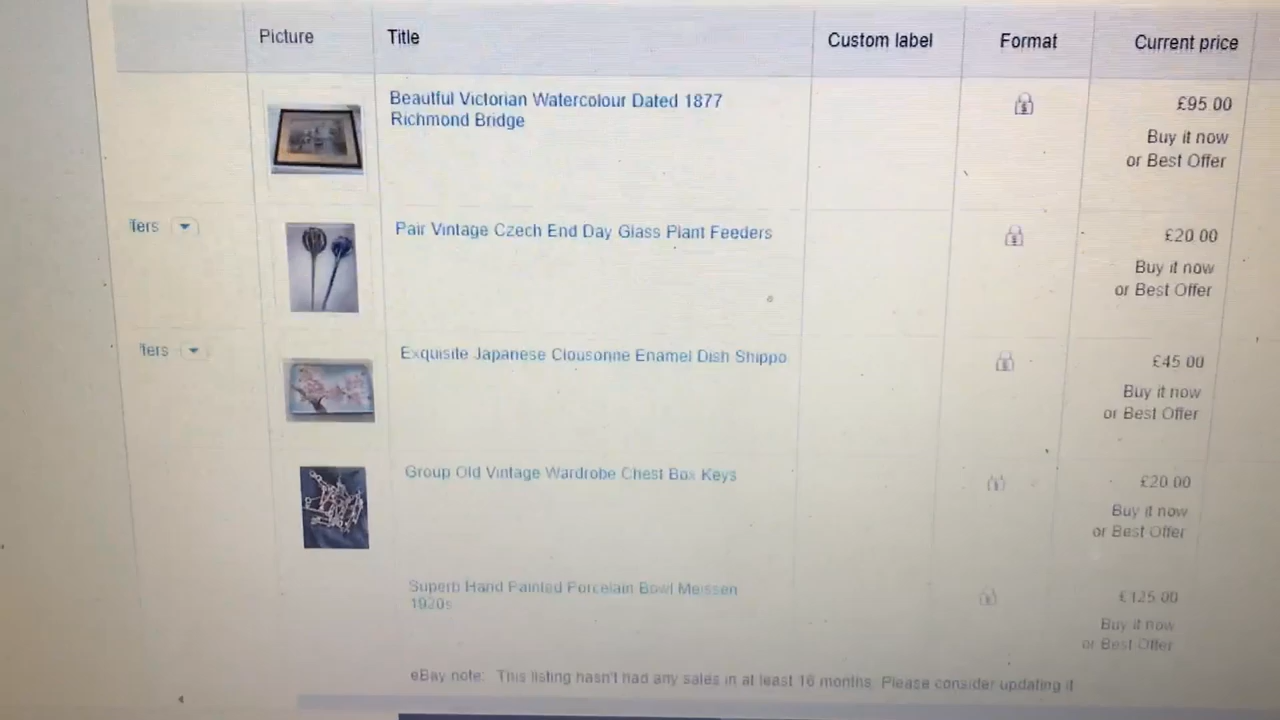 Picture Title Custom label Format Current price
Beautful Victorian Watercolour Dated 1877 £95.00
Richmond Bridge
Buy it now
or Best Offer
Pair Vintage Czech End Day Glass Plant Feeders £20.00
Buy it now
or Best Offer
Exquisite Japanese Clousonne Enamel Dish Shippo £45.00
Buy it now
or Best Offer
Group Old Vintage Wardrobe Chest Box Keys £20.00
Buy it now
or Best Offer
Superb Hand Painted Porcelain Bowl Meissen £125.00
1920s
Buy it now
or Best Offer
eBay note: This listing hasn't had any sales in at least 16 months. Please consider updating it